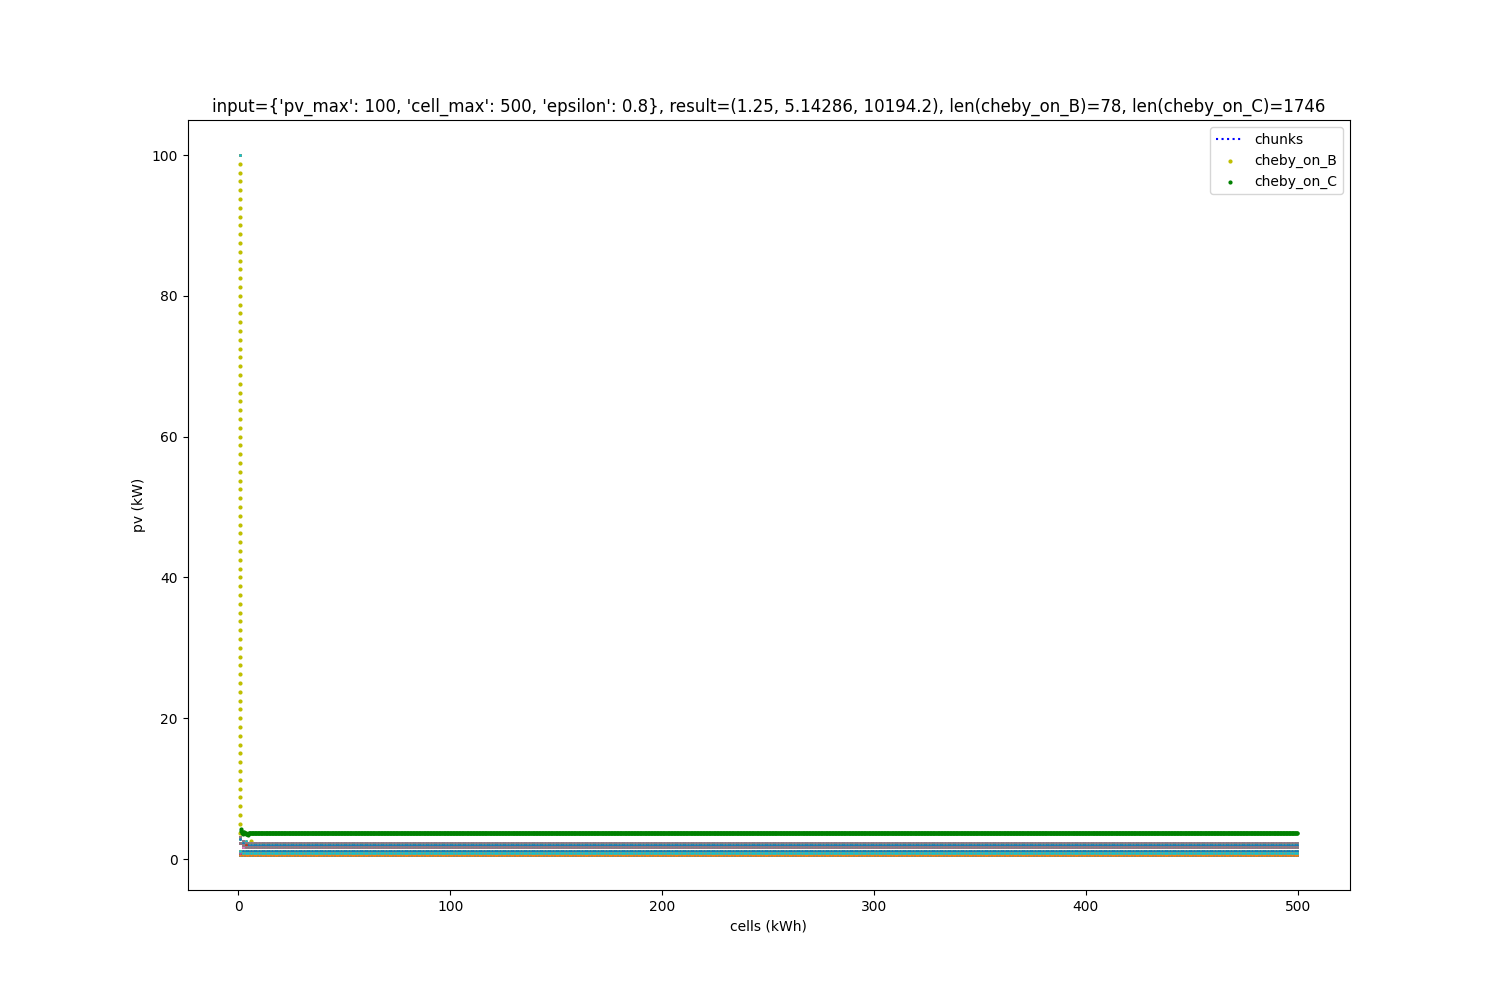 input={'pv_max': 100, 'cell_max': 500, 'epsilon': 0.8}, result=(1.25, 5.14286, 10194.2), len(cheby_on_B)=78, len(cheby_on_C)=1746
chunks
cheby_on_B
cheby_on_C
100
80
60
40
20
0
pv (kW)
0 100 200 300 400 500
cells (kWh)